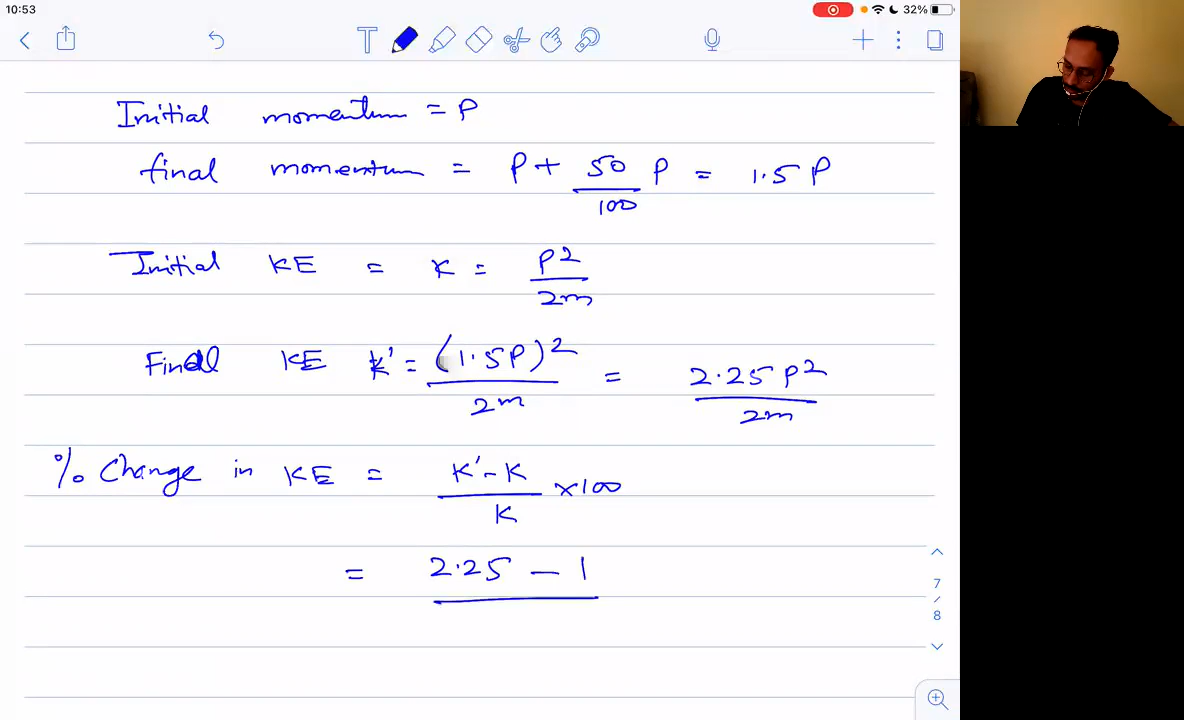 10:53
32%
T
Initial momentum = P
final momentum = P + 50/100 P = 1.5 P
Initial KE = K = P²/2m
Final KE K' = (1.5P)²/2m = 2.25 P²/2m
% Change in KE = K' - K/K ×100
= 2.25 - 1
7/8